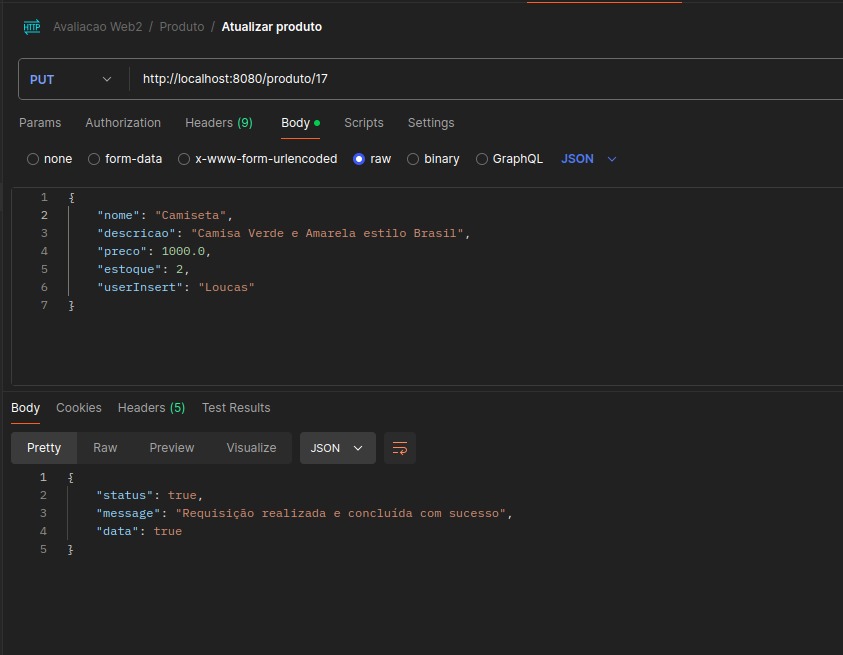 HTTP Avaliacao Web2 / Produto / Atualizar produto
PUT http://localhost:8080/produto/17
Params Authorization Headers (9) Body Scripts Settings
none form-data x-www-form-urlencoded raw binary GraphQL JSON
1 {
2 "nome": "Camiseta",
3 "descricao": "Camisa Verde e Amarela estilo Brasil",
4 "preco": 1000.0,
5 "estoque": 2,
6 "userInsert": "Loucas"
7 }
Body Cookies Headers (5) Test Results
Pretty Raw Preview Visualize JSON
1 {
2 "status": true,
3 "message": "Requisição realizada e concluída com sucesso",
4 "data": true
5 }